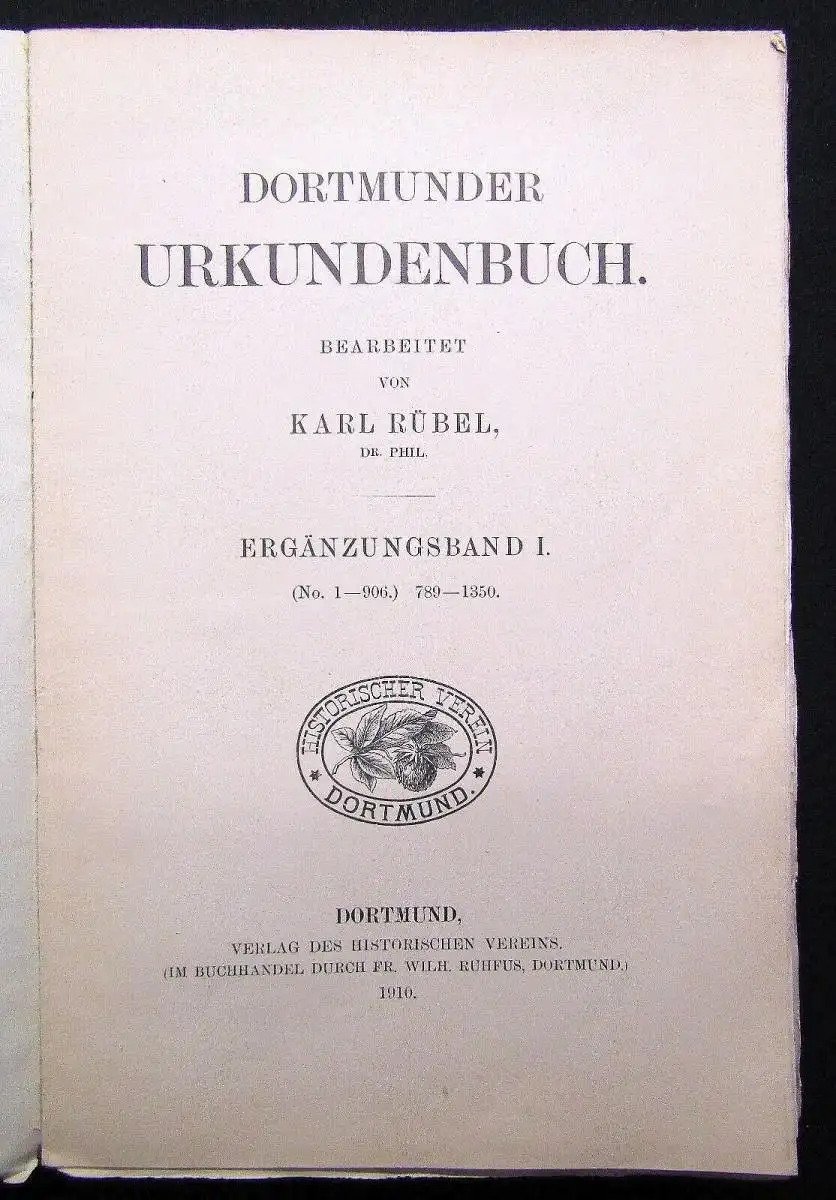 DORTMUNDER
URKUNDENBUCH.
BEARBEITET
VON
KARL RÜBEL,
DR. PHIL.
ERGÄNZUNGSBAND I.
(No. 1—906.) 789—1350.
HISTORISCHER VEREIN
* DORTMUND. *
DORTMUND,
VERLAG DES HISTORISCHEN VEREINS.
(IM BUCHHANDEL DURCH FR. WILH. RUHFUS, DORTMUND.)
1910.